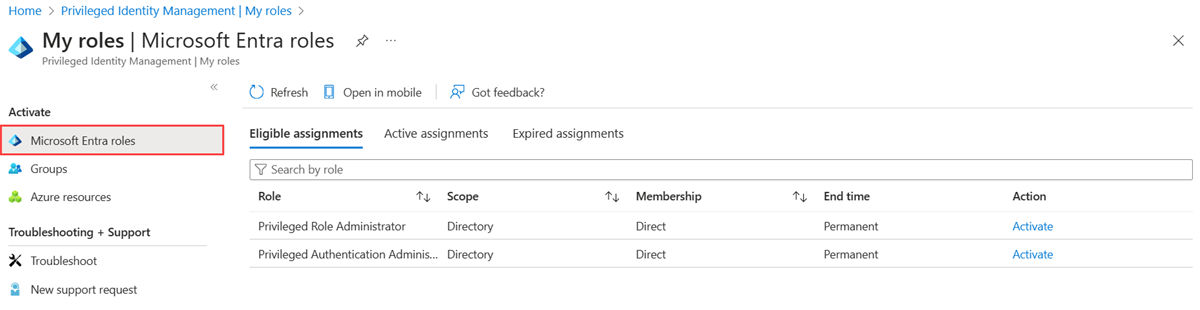 Home > Privileged Identity Management | My roles >
My roles | Microsoft Entra roles ...
Privileged Identity Management | My roles
«
Activate
Microsoft Entra roles
Groups
Azure resources
Troubleshooting + Support
Troubleshoot
New support request
Refresh Open in mobile Got feedback?
Eligible assignments Active assignments Expired assignments
Search by role
Role Scope Membership End time Action
Privileged Role Administrator Directory Direct Permanent Activate
Privileged Authentication Adminis... Directory Direct Permanent Activate